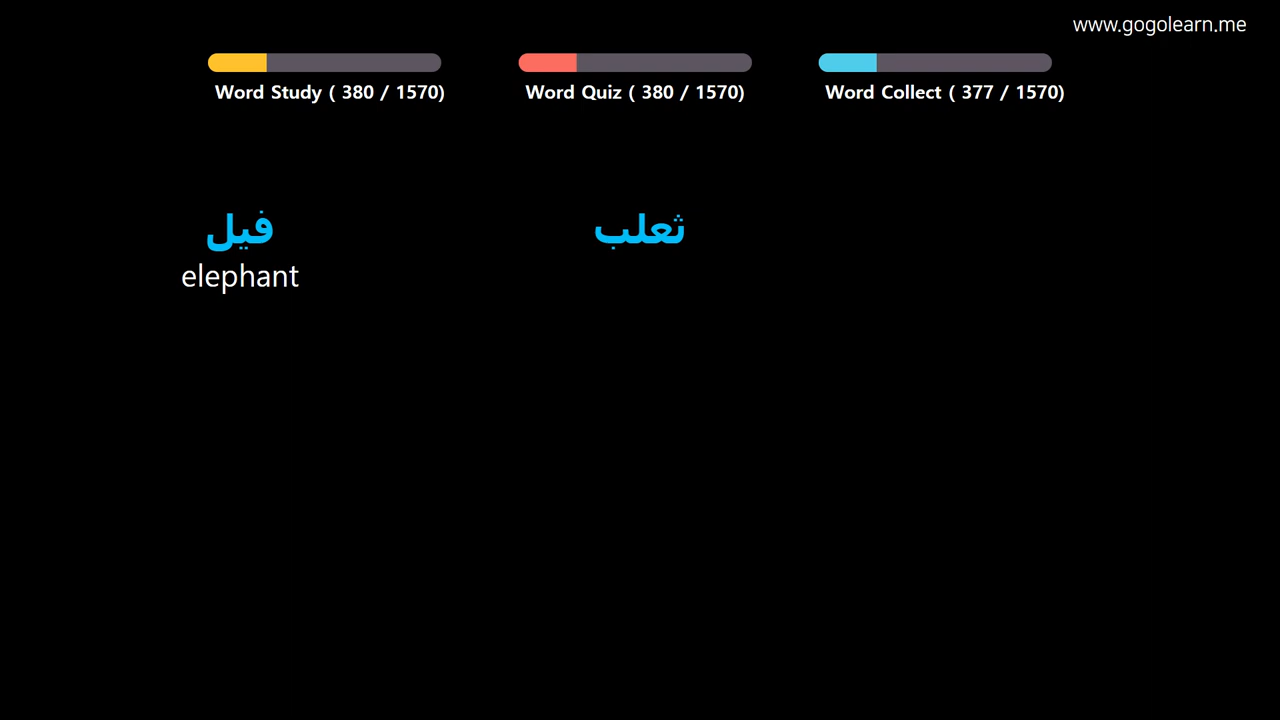 www.gogolearn.me
Word Study ( 380 / 1570)
Word Quiz ( 380 / 1570)
Word Collect ( 377 / 1570)
فيل
elephant
ثعلب